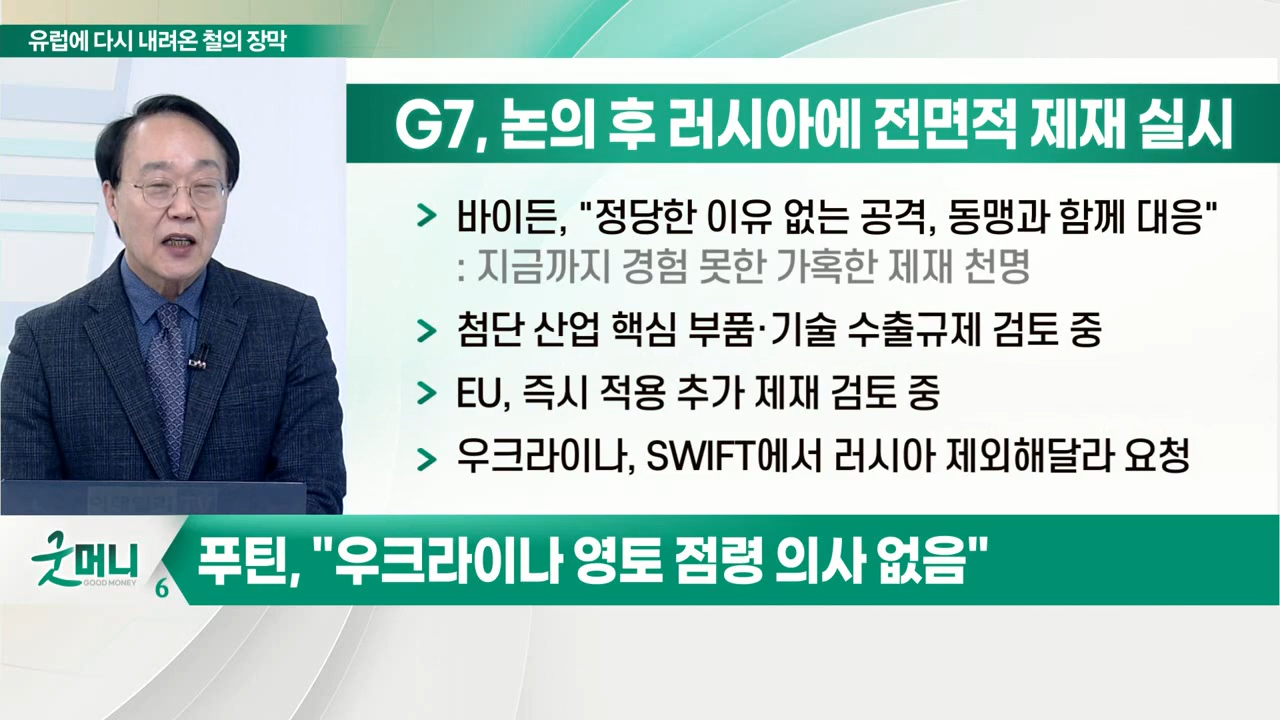 유럽에 다시 내려온 철의 장막
G7, 논의 후 러시아에 전면적 제재 실시
> 바이든, "정당한 이유 없는 공격, 동맹과 함께 대응"
: 지금까지 경험 못한 가혹한 제재 천명
> 첨단 산업 핵심 부품·기술 수출규제 검토 중
> EU, 즉시 적용 추가 제재 검토 중
> 우크라이나, SWIFT에서 러시아 제외해달라 요청
이데일리 TV
굿머니
GOOD MONEY
6
푸틴, "우크라이나 영토 점령 의사 없음"